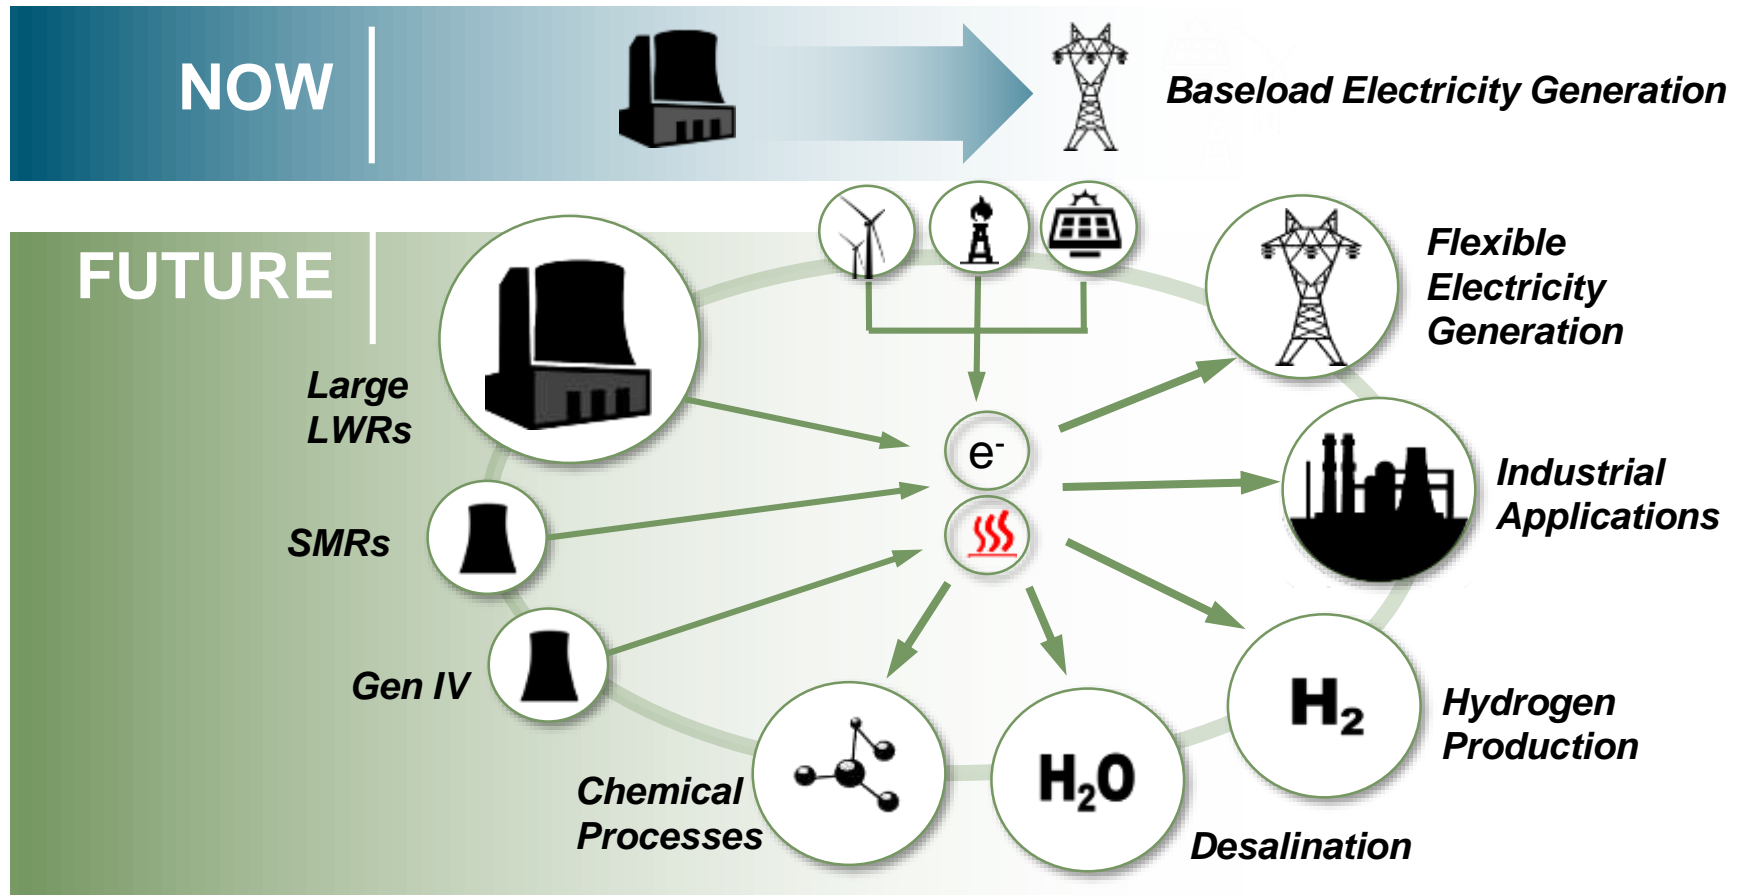 NOW
Baseload Electricity Generation
FUTURE
Flexible
Electricity
Generation
Large
LWRs
e-
Industrial
Applications
SMRs
Gen IV
H2
Hydrogen
Production
H2O
Chemical
Processes
Desalination